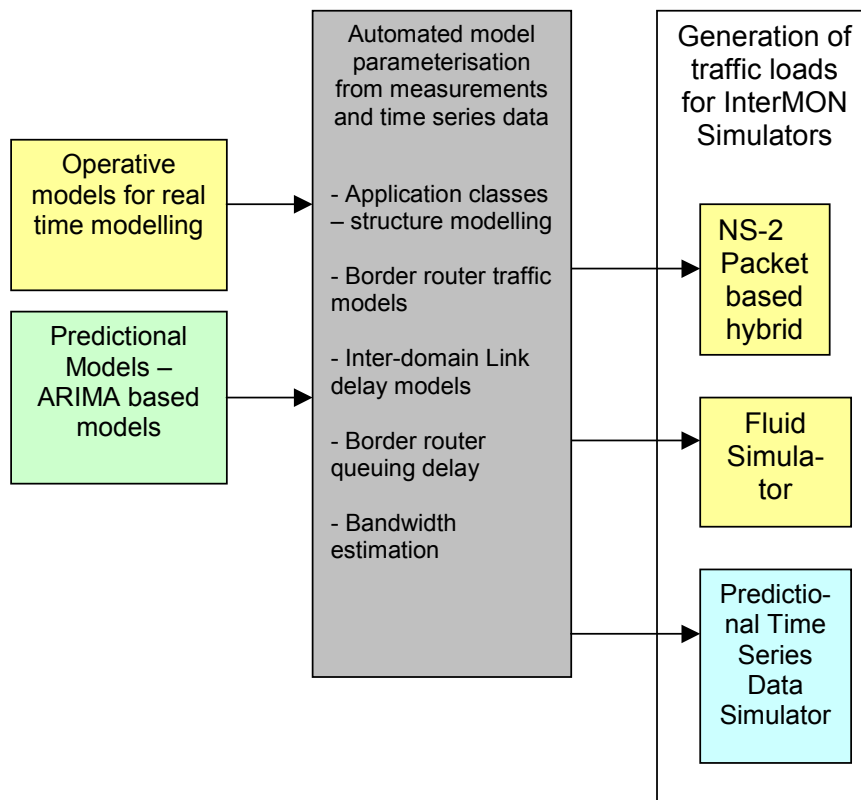 Operative
models for real
time modelling
Predictional
Models –
ARIMA based
models
Automated model
parameterisation
from measurements
and time series data
- Application classes
– structure modelling
- Border router traffic
models
- Inter-domain Link
delay models
- Border router
queuing delay
- Bandwidth
estimation
Generation of
traffic loads
for InterMON
Simulators
NS-2
Packet
based
hybrid
Fluid
Simula-
tor
Predictio-
nal Time
Series
Data
Simulator